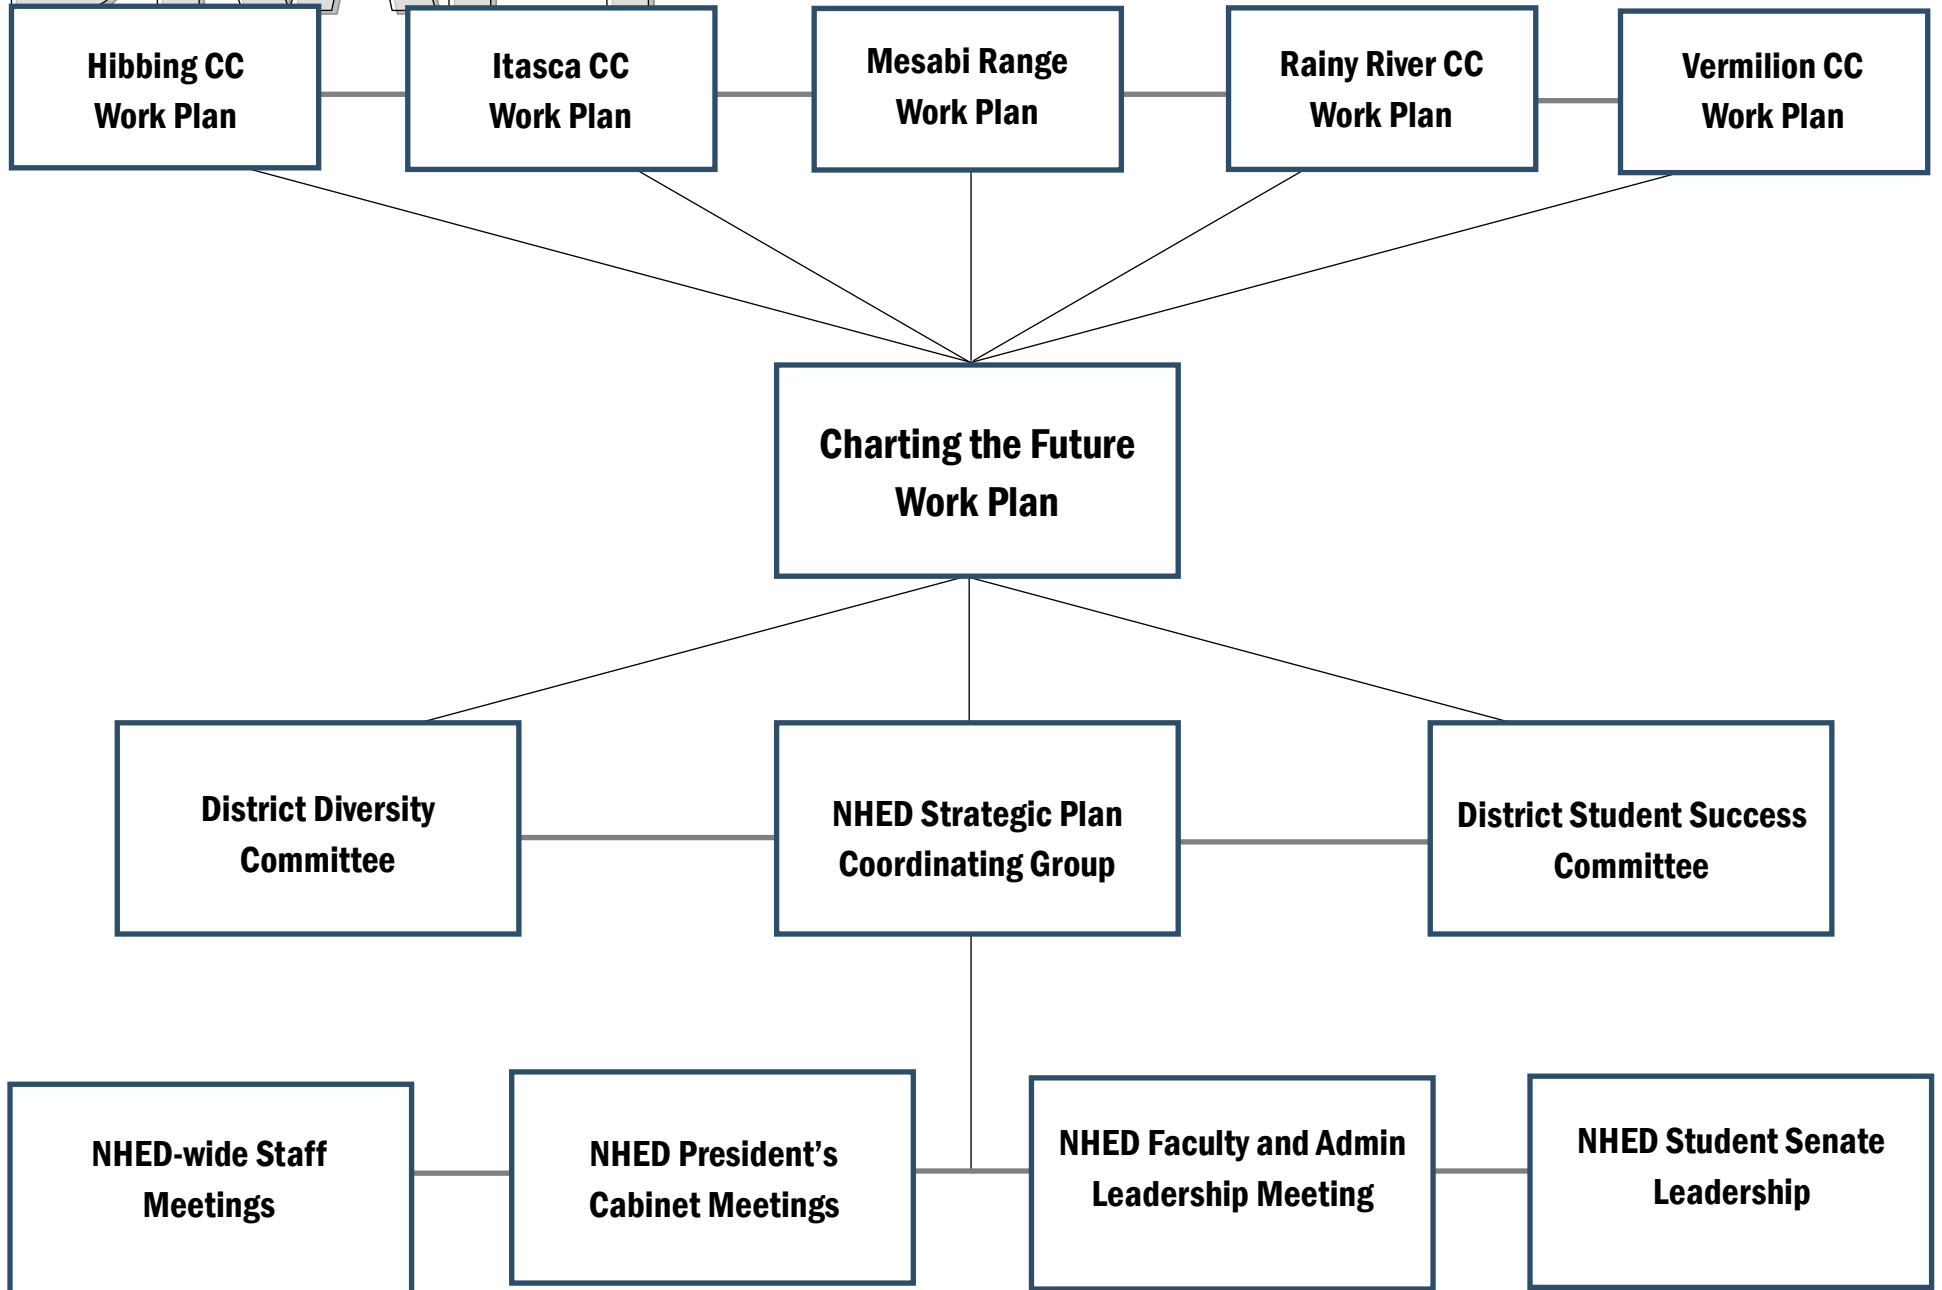 Hibbing CC
Work Plan
Itasca CC
Work Plan
Mesabi Range
Work Plan
Rainy River CC
Work Plan
Vermilion CC
Work Plan
Charting the Future
Work Plan
District Diversity
Committee
NHED Strategic Plan
Coordinating Group
District Student Success
Committee
NHED-wide Staff
Meetings
NHED President’s
Cabinet Meetings
NHED Faculty and Admin
Leadership Meeting
NHED Student Senate
Leadership